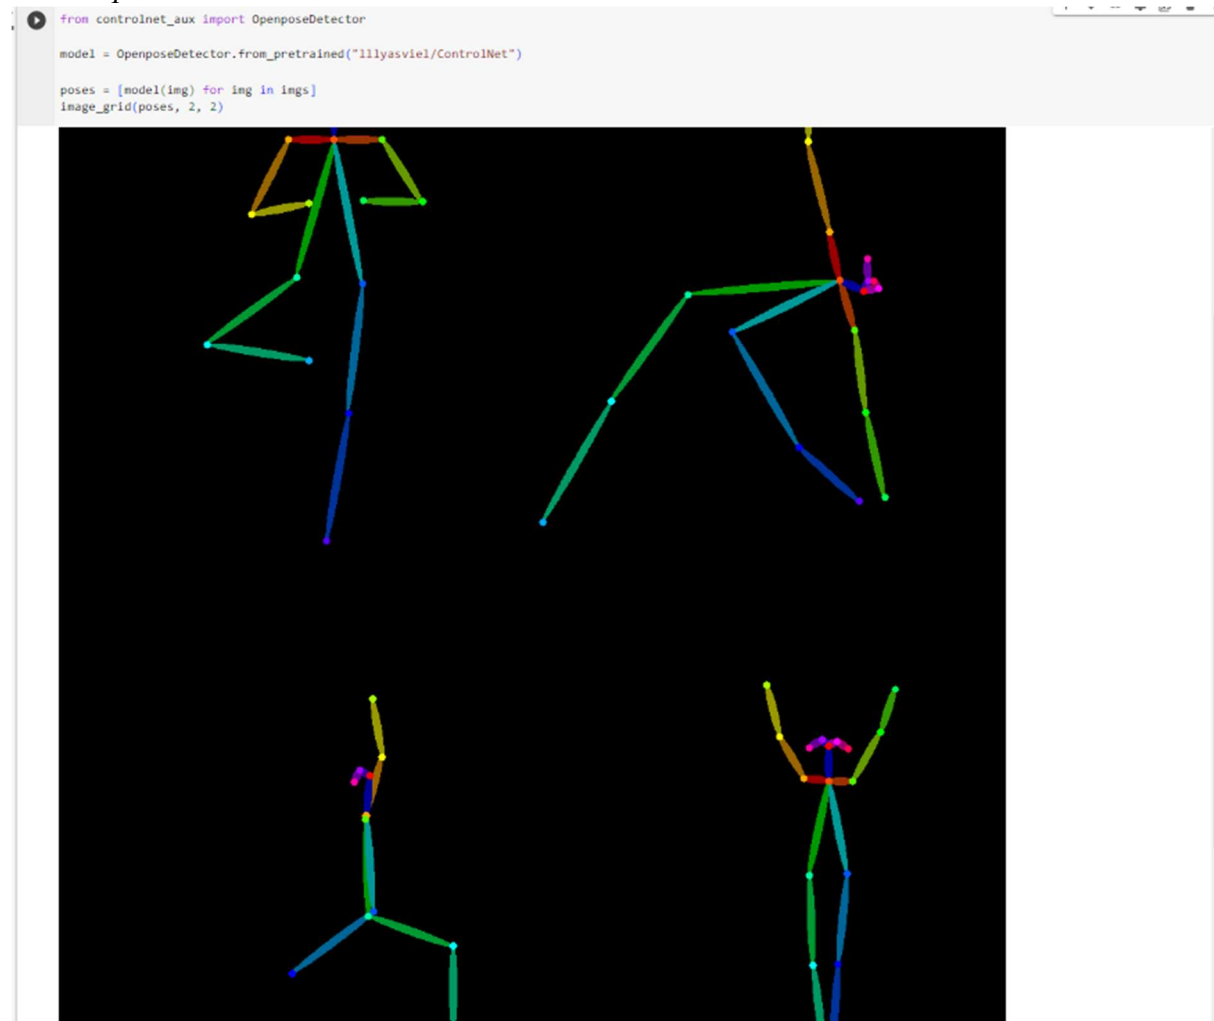 from controlnet_aux import OpenposeDetector
model = OpenposeDetector.from_pretrained("lllyasviel/ControlNet")
poses = [model(img) for img in imgs]
image_grid(poses, 2, 2)